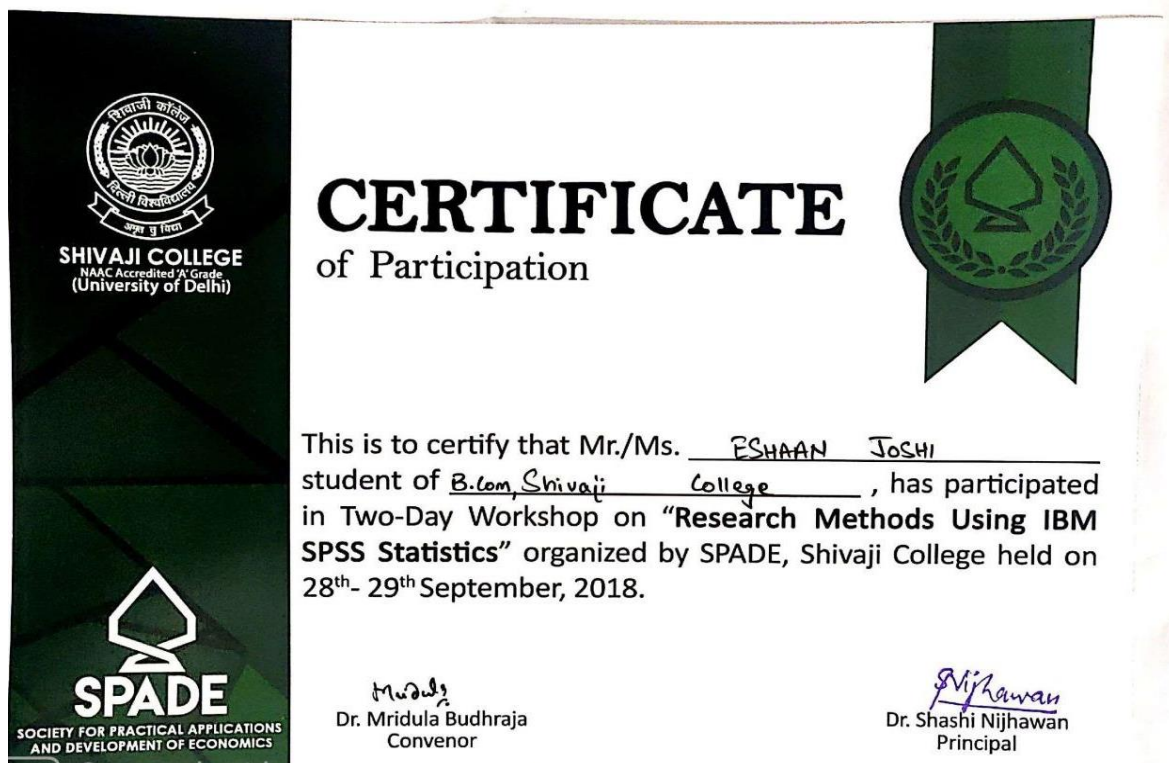 शिवाजी कॉलेज
दिल्ली विश्वविद्यालय
अमृत तु विद्या
SHIVAJI COLLEGE
NAAC Accredited 'A' Grade
(University of Delhi)
CERTIFICATE
of Participation
This is to certify that Mr./Ms. ESHAAN JOSHI
student of B.Com, Shivaji College, has participated
in Two-Day Workshop on “Research Methods Using IBM
SPSS Statistics” organized by SPADE, Shivaji College held on
28th- 29th September, 2018.
SPADE
SOCIETY FOR PRACTICAL APPLICATIONS
AND DEVELOPMENT OF ECONOMICS
Dr. Mridula Budhraja
Convenor
SNijhawan
Dr. Shashi Nijhawan
Principal